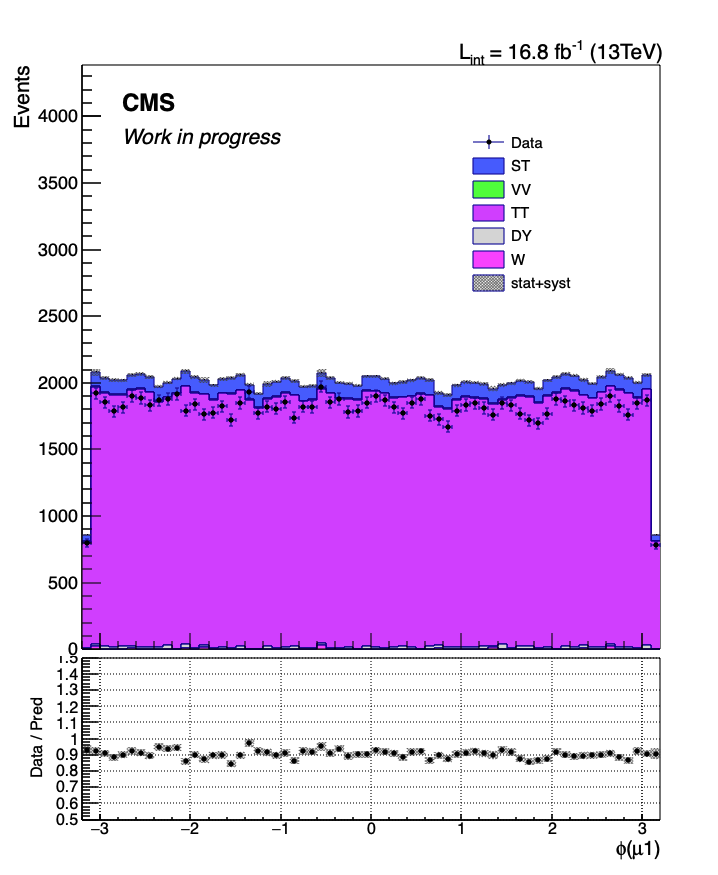 L_int = 16.8 fb⁻¹ (13TeV)
Events
CMS
Work in progress
Data
ST
VV
TT
DY
W
stat+syst
4000
3500
3000
2500
2000
1500
1000
500
0
Data / Pred
1.5
1.4
1.3
1.2
1.1
1
0.9
0.8
0.7
0.6
0.5
−3 −2 −1 0 1 2 3
ϕ(μ1)